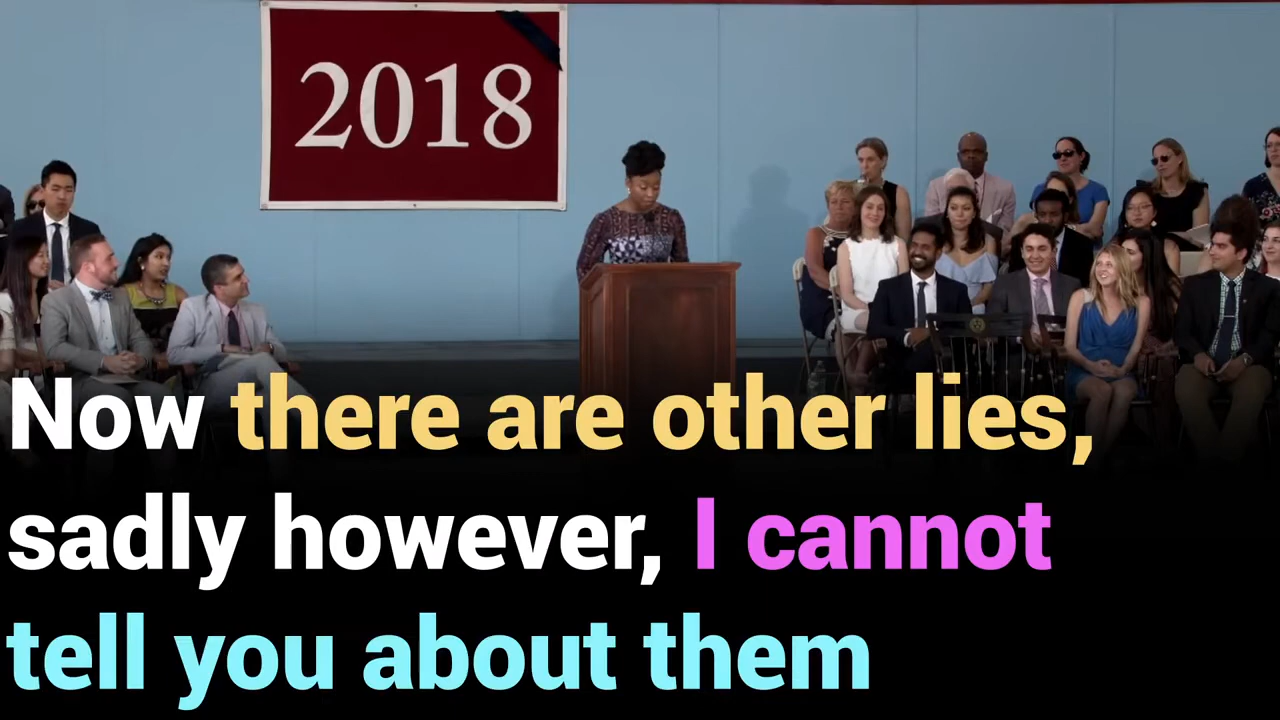 2018
Now there are other lies,
sadly however, I cannot
tell you about them